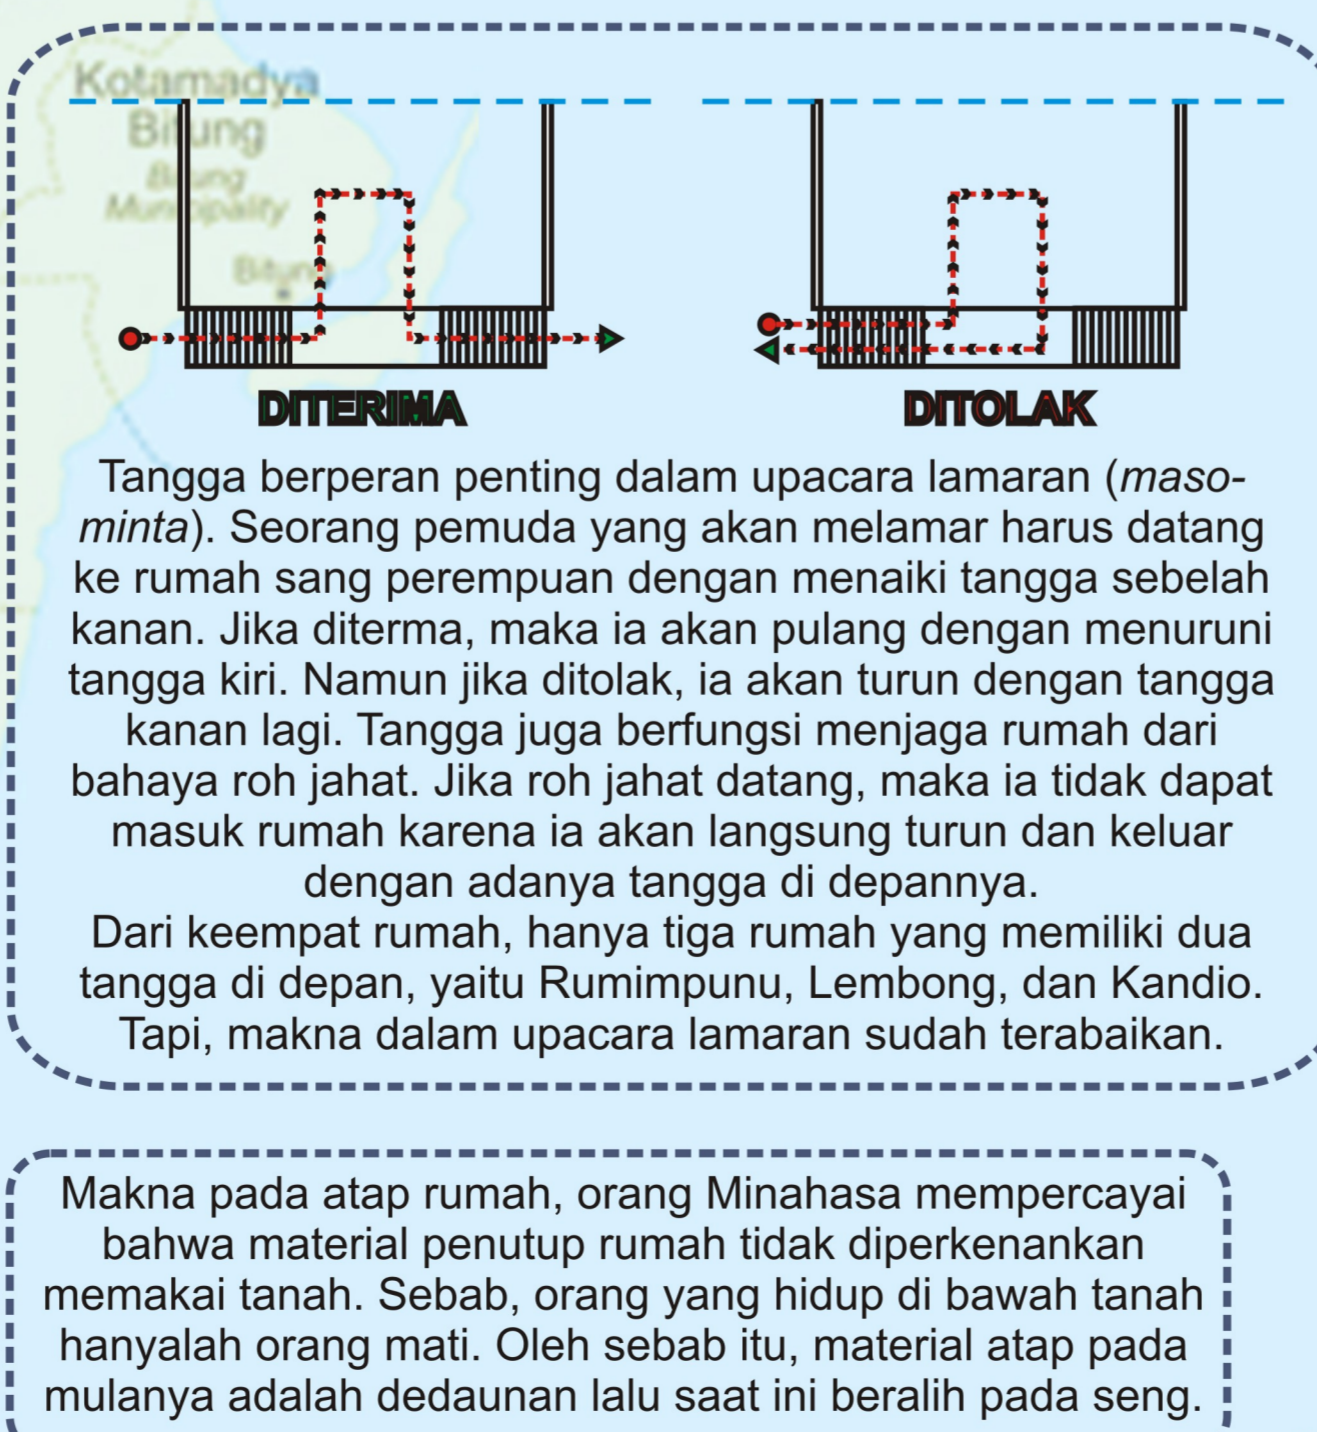 Kotamadya
Bitung
Bitung
Municipality
Bitung
DITERIMA
DITOLAK
Tangga berperan penting dalam upacara lamaran (maso-
minta). Seorang pemuda yang akan melamar harus datang
ke rumah sang perempuan dengan menaiki tangga sebelah
kanan. Jika diterma, maka ia akan pulang dengan menuruni
tangga kiri. Namun jika ditolak, ia akan turun dengan tangga
kanan lagi. Tangga juga berfungsi menjaga rumah dari
bahaya roh jahat. Jika roh jahat datang, maka ia tidak dapat
masuk rumah karena ia akan langsung turun dan keluar
dengan adanya tangga di depannya.
Dari keempat rumah, hanya tiga rumah yang memiliki dua
tangga di depan, yaitu Rumimpunu, Lembong, dan Kandio.
Tapi, makna dalam upacara lamaran sudah terabaikan.
Makna pada atap rumah, orang Minahasa mempercayai
bahwa material penutup rumah tidak diperkenankan
memakai tanah. Sebab, orang yang hidup di bawah tanah
hanyalah orang mati. Oleh sebab itu, material atap pada
mulanya adalah dedaunan lalu saat ini beralih pada seng.